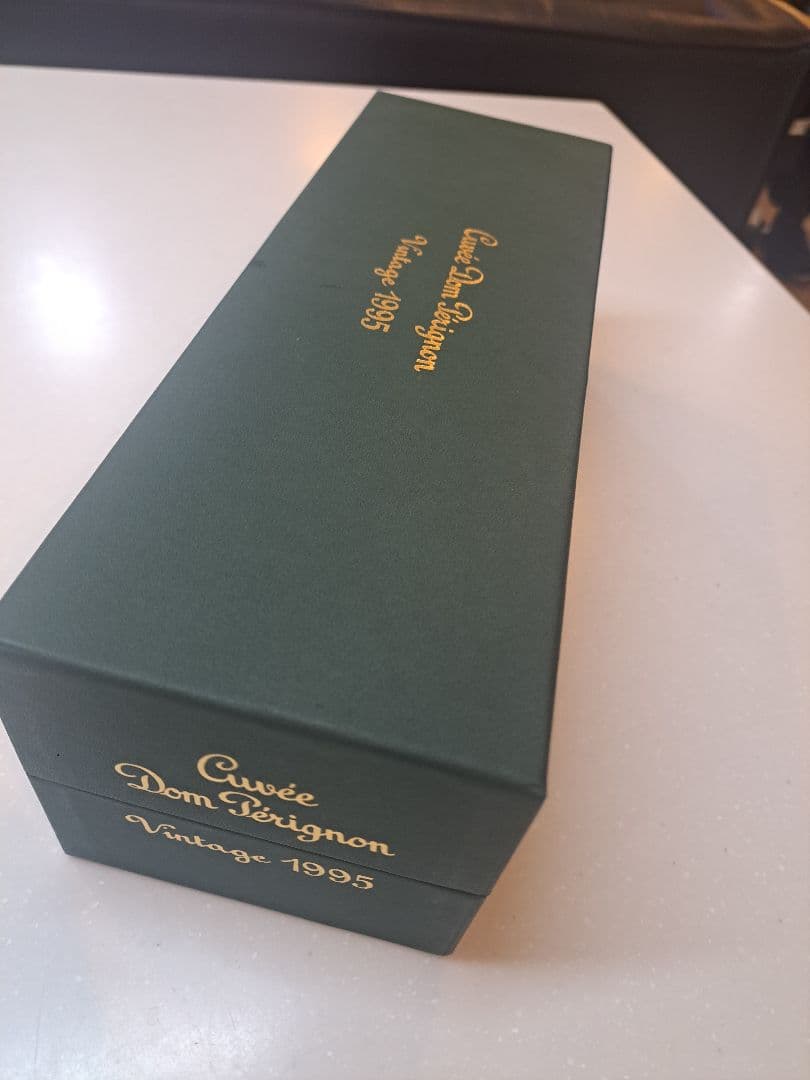 Cuvée Dom Pérignon
Vintage 1995
Cuvée
Dom Pérignon
Vintage 1995